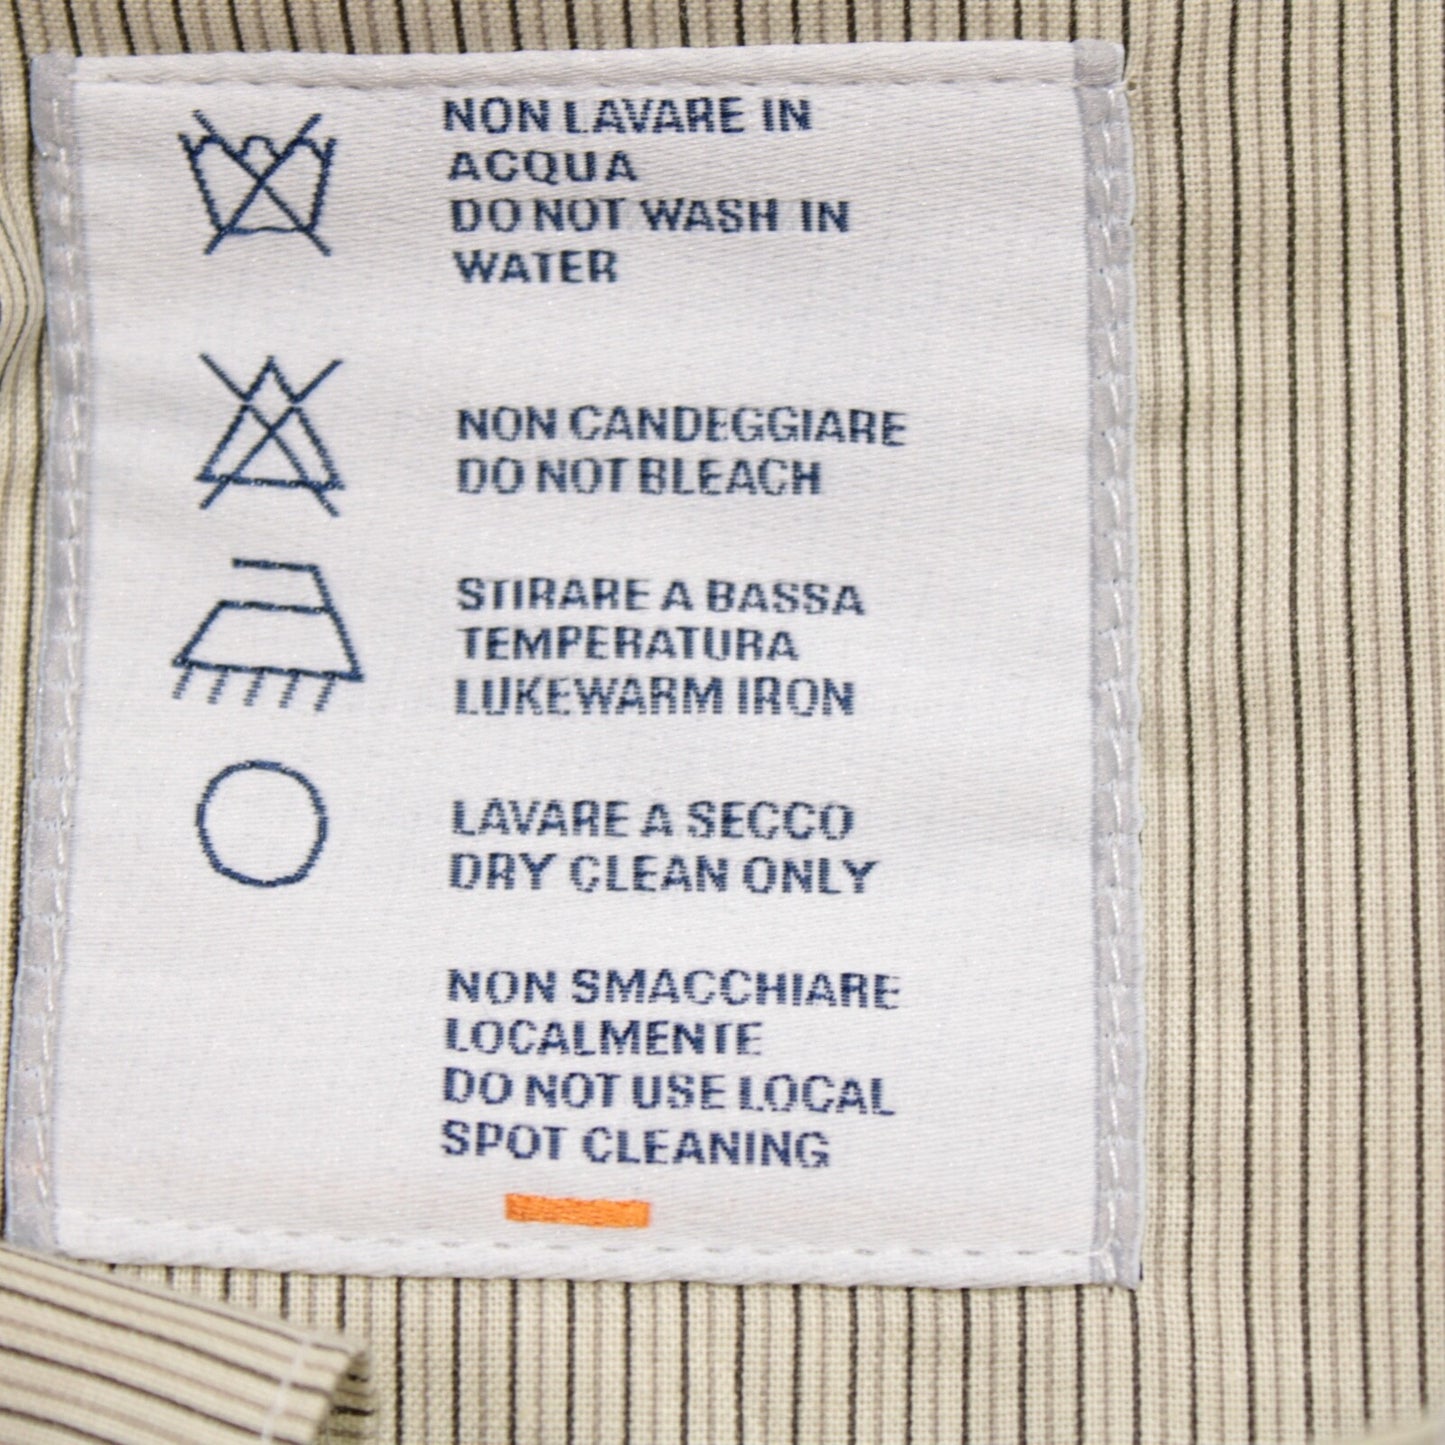 NON LAVARE IN
ACQUA
DO NOT WASH IN
WATER
NON CANDEGGIARE
DO NOT BLEACH
STIRARE A BASSA
TEMPERATURA
LUKEWARM IRON
LAVARE A SECCO
DRY CLEAN ONLY
NON SMACCHIARE
LOCALMENTE
DO NOT USE LOCAL
SPOT CLEANING